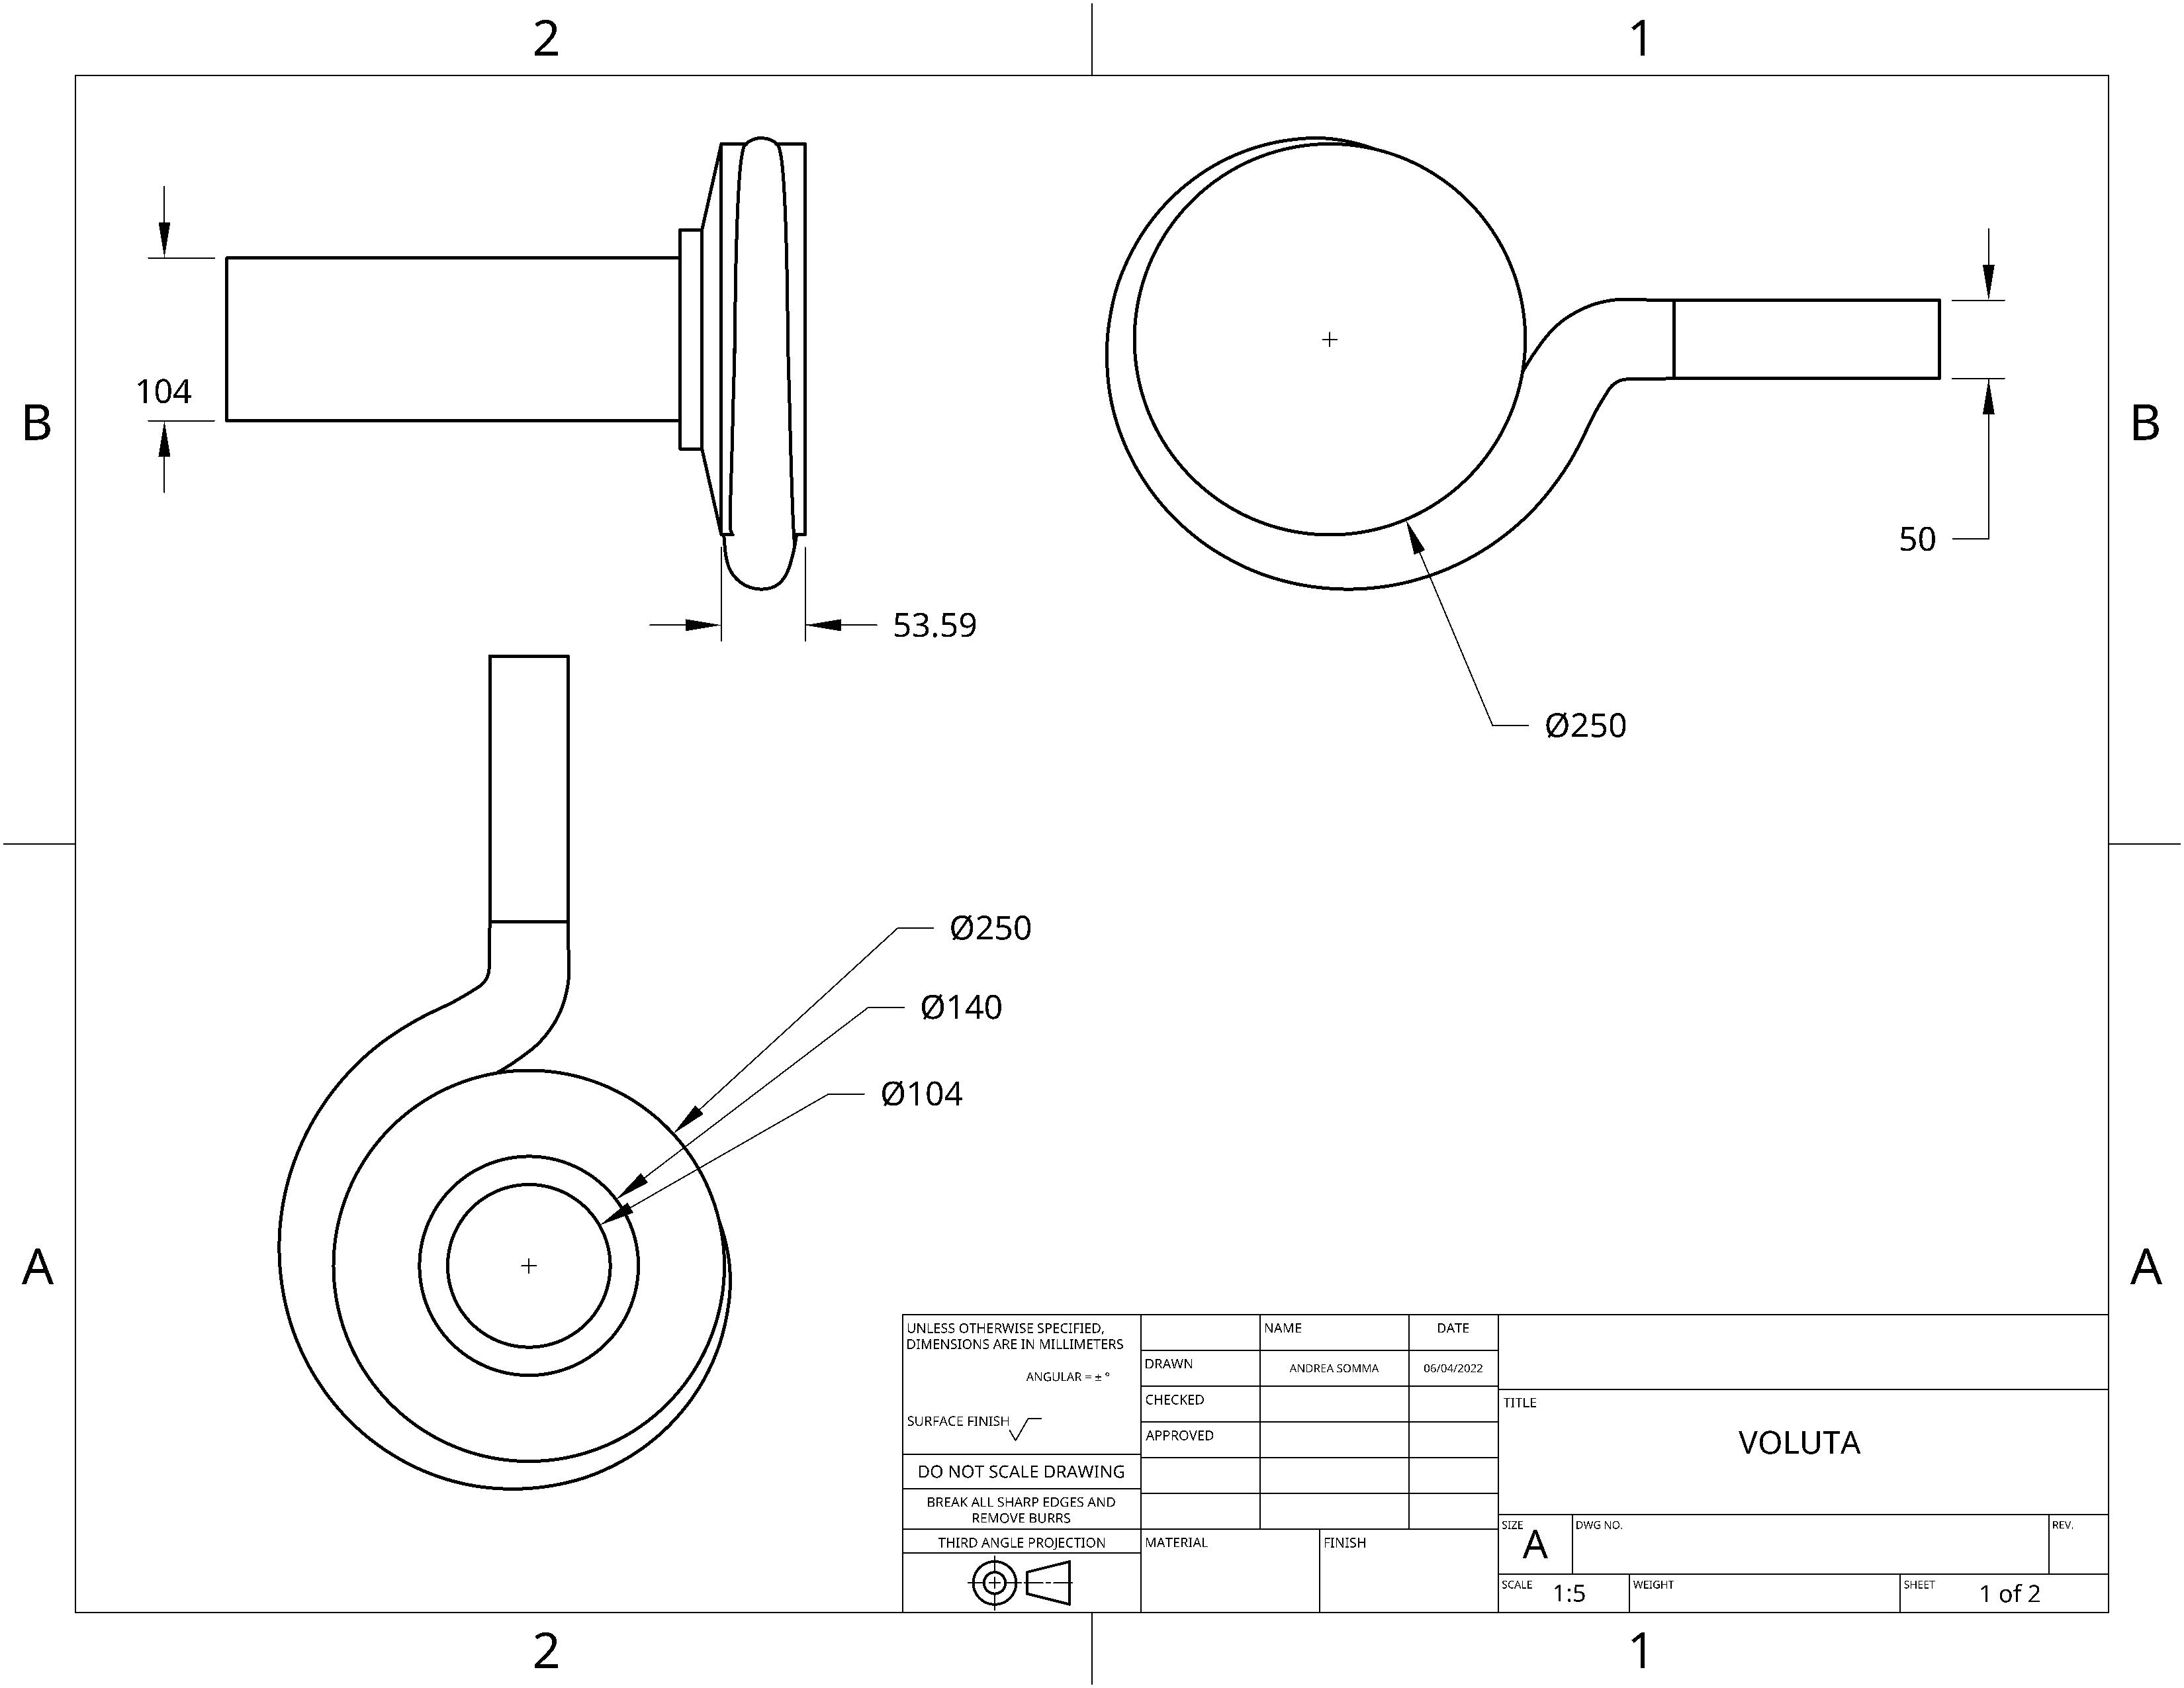 2
1
104
B
B
50
53.59
Ø250
Ø250
Ø140
Ø104
A
A
UNLESS OTHERWISE SPECIFIED,
DIMENSIONS ARE IN MILLIMETERS
ANGULAR = ± °
SURFACE FINISH
DO NOT SCALE DRAWING
BREAK ALL SHARP EDGES AND
REMOVE BURRS
THIRD ANGLE PROJECTION
NAME
DATE
DRAWN
ANDREA SOMMA
06/04/2022
CHECKED
APPROVED
MATERIAL
FINISH
TITLE
VOLUTA
SIZE
A
DWG NO.
REV.
SCALE
1:5
WEIGHT
SHEET
1 of 2
2
1